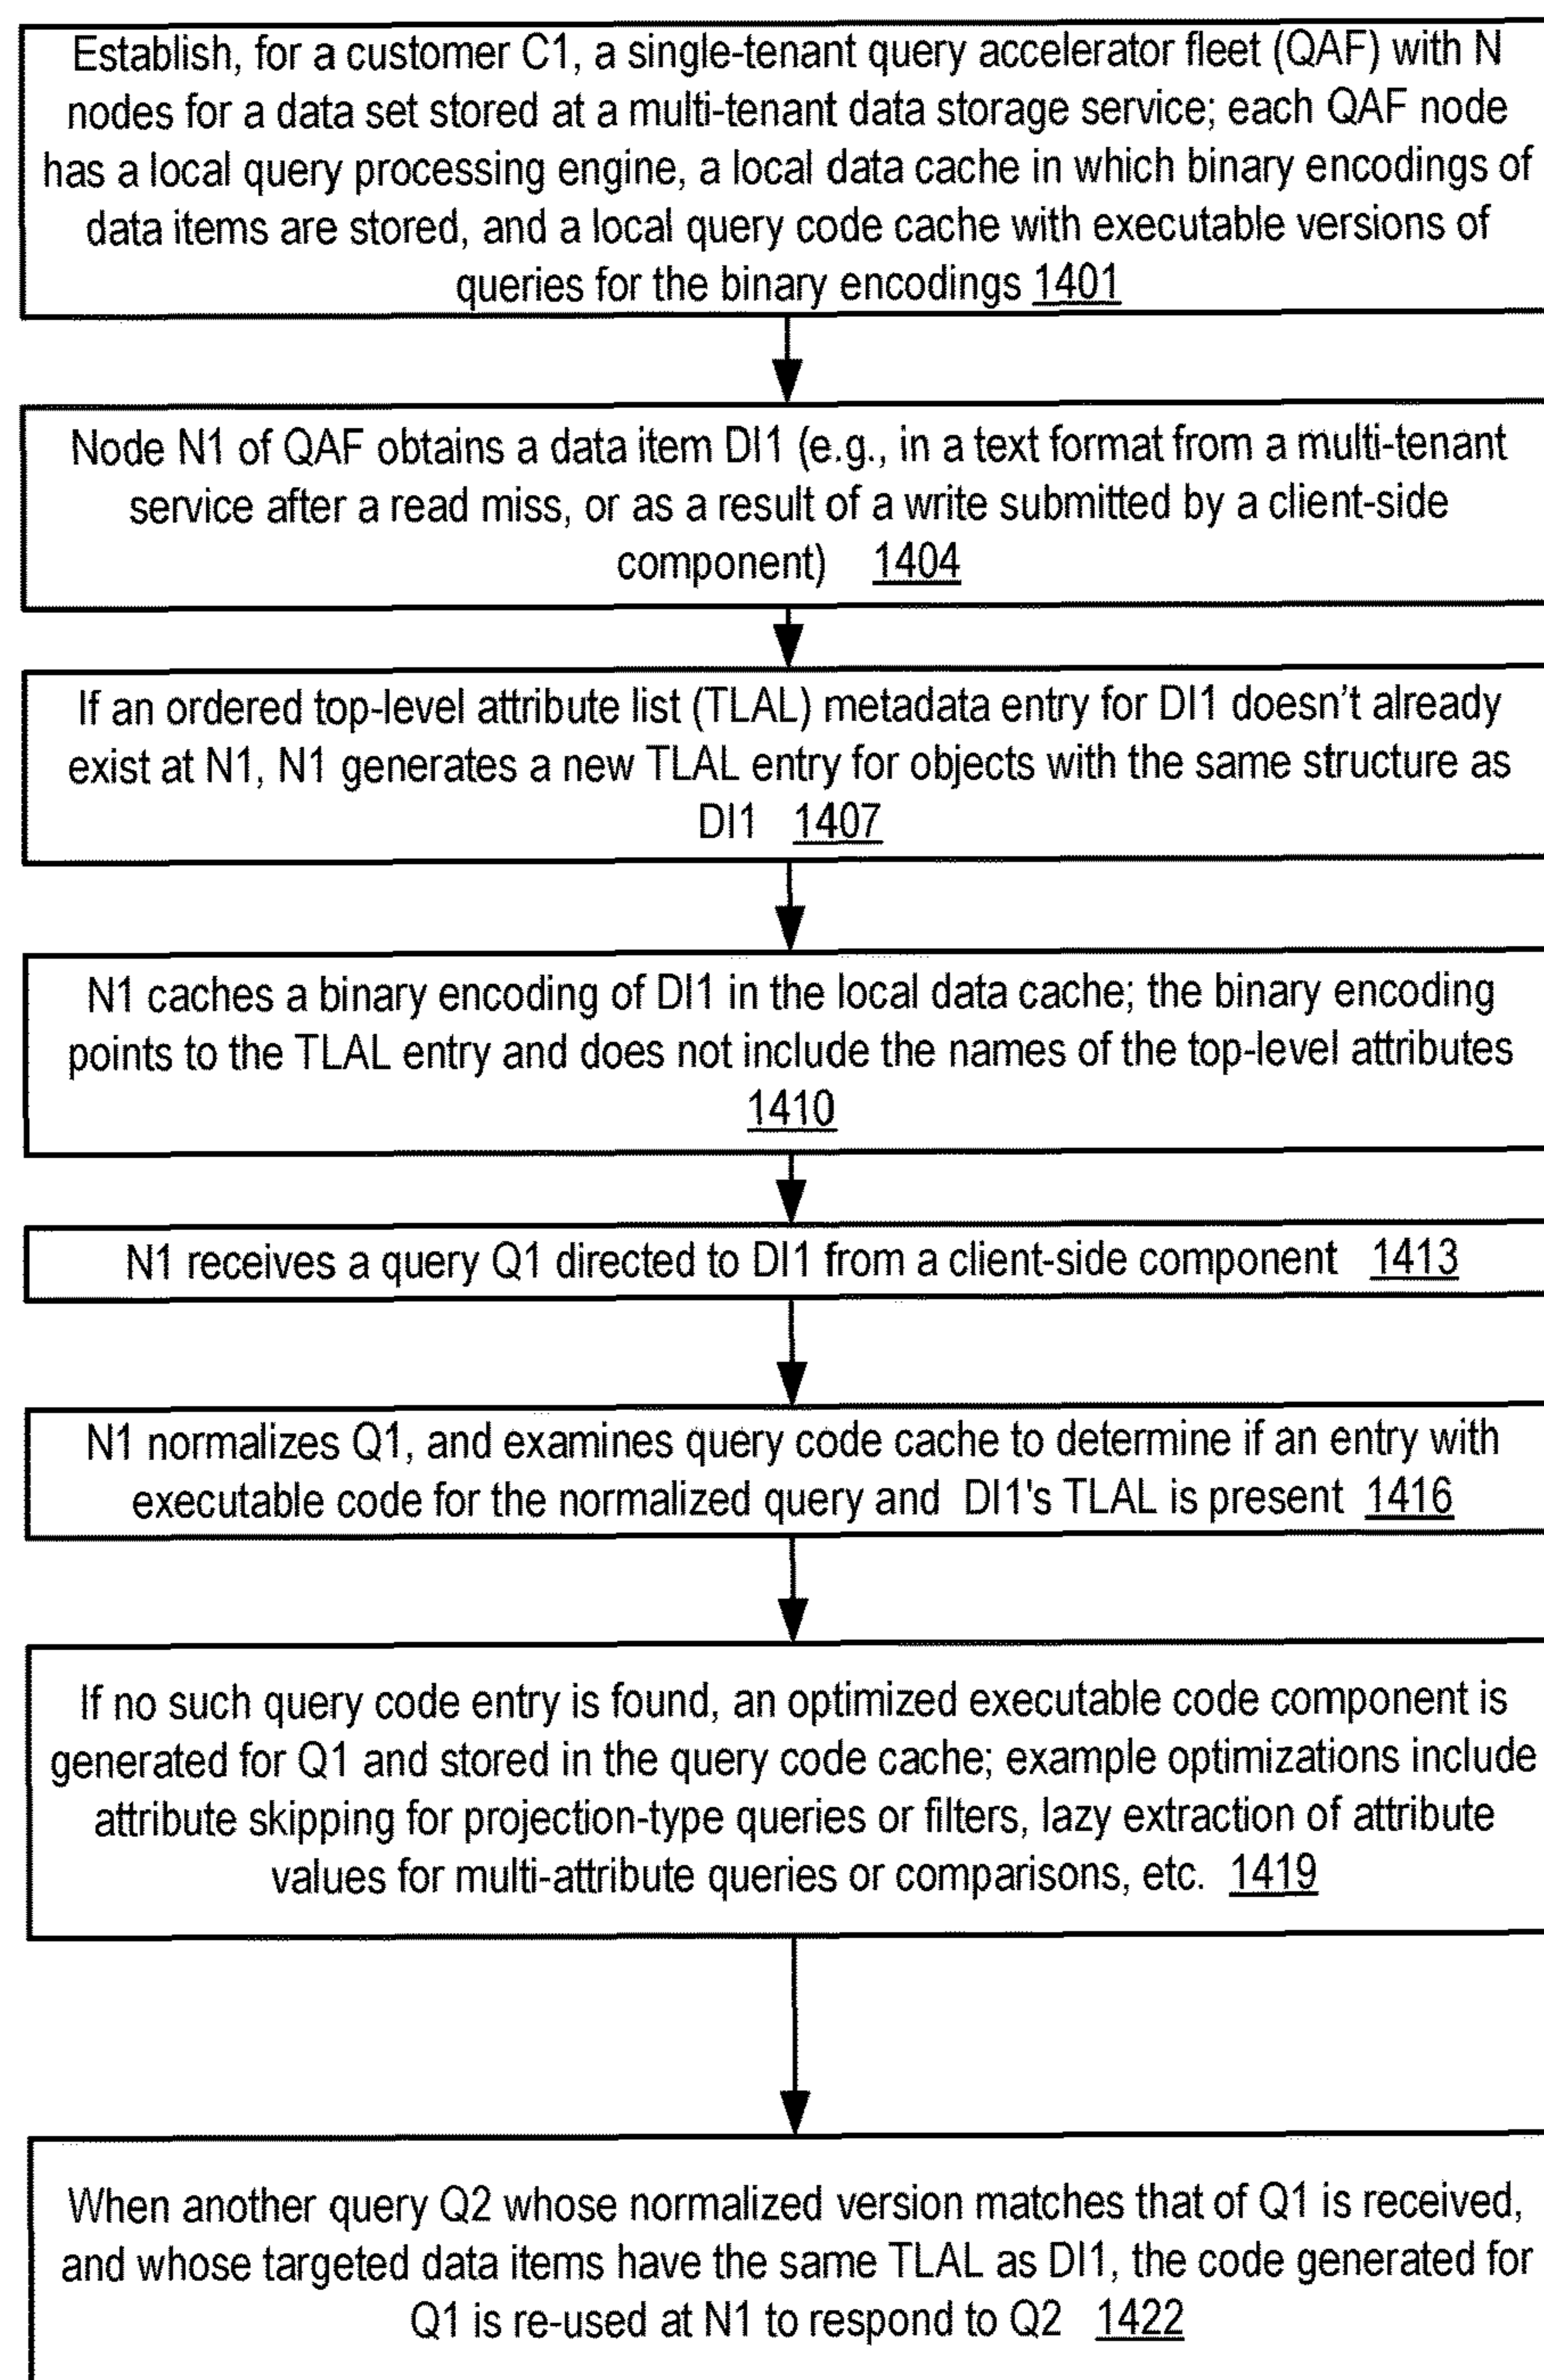 Establish, for a customer C1, a single-tenant query accelerator fleet (QAF) with N
nodes for a data set stored at a multi-tenant data storage service; each QAF node
has a local query processing engine, a local data cache in which binary encodings of
data items are stored, and a local query code cache with executable versions of
queries for the binary encodings 1401
Node N1 of QAF obtains a data item DI1 (e.g., in a text format from a multi-tenant
service after a read miss, or as a result of a write submitted by a client-side
component) 1404
If an ordered top-level attribute list (TLAL) metadata entry for DI1 doesn't already
exist at N1, N1 generates a new TLAL entry for objects with the same structure as
DI1 1407
N1 caches a binary encoding of DI1 in the local data cache; the binary encoding
points to the TLAL entry and does not include the names of the top-level attributes
1410
N1 receives a query Q1 directed to DI1 from a client-side component 1413
N1 normalizes Q1, and examines query code cache to determine if an entry with
executable code for the normalized query and DI1's TLAL is present 1416
If no such query code entry is found, an optimized executable code component is
generated for Q1 and stored in the query code cache; example optimizations include
attribute skipping for projection-type queries or filters, lazy extraction of attribute
values for multi-attribute queries or comparisons, etc. 1419
When another query Q2 whose normalized version matches that of Q1 is received,
and whose targeted data items have the same TLAL as DI1, the code generated for
Q1 is re-used at N1 to respond to Q2 1422